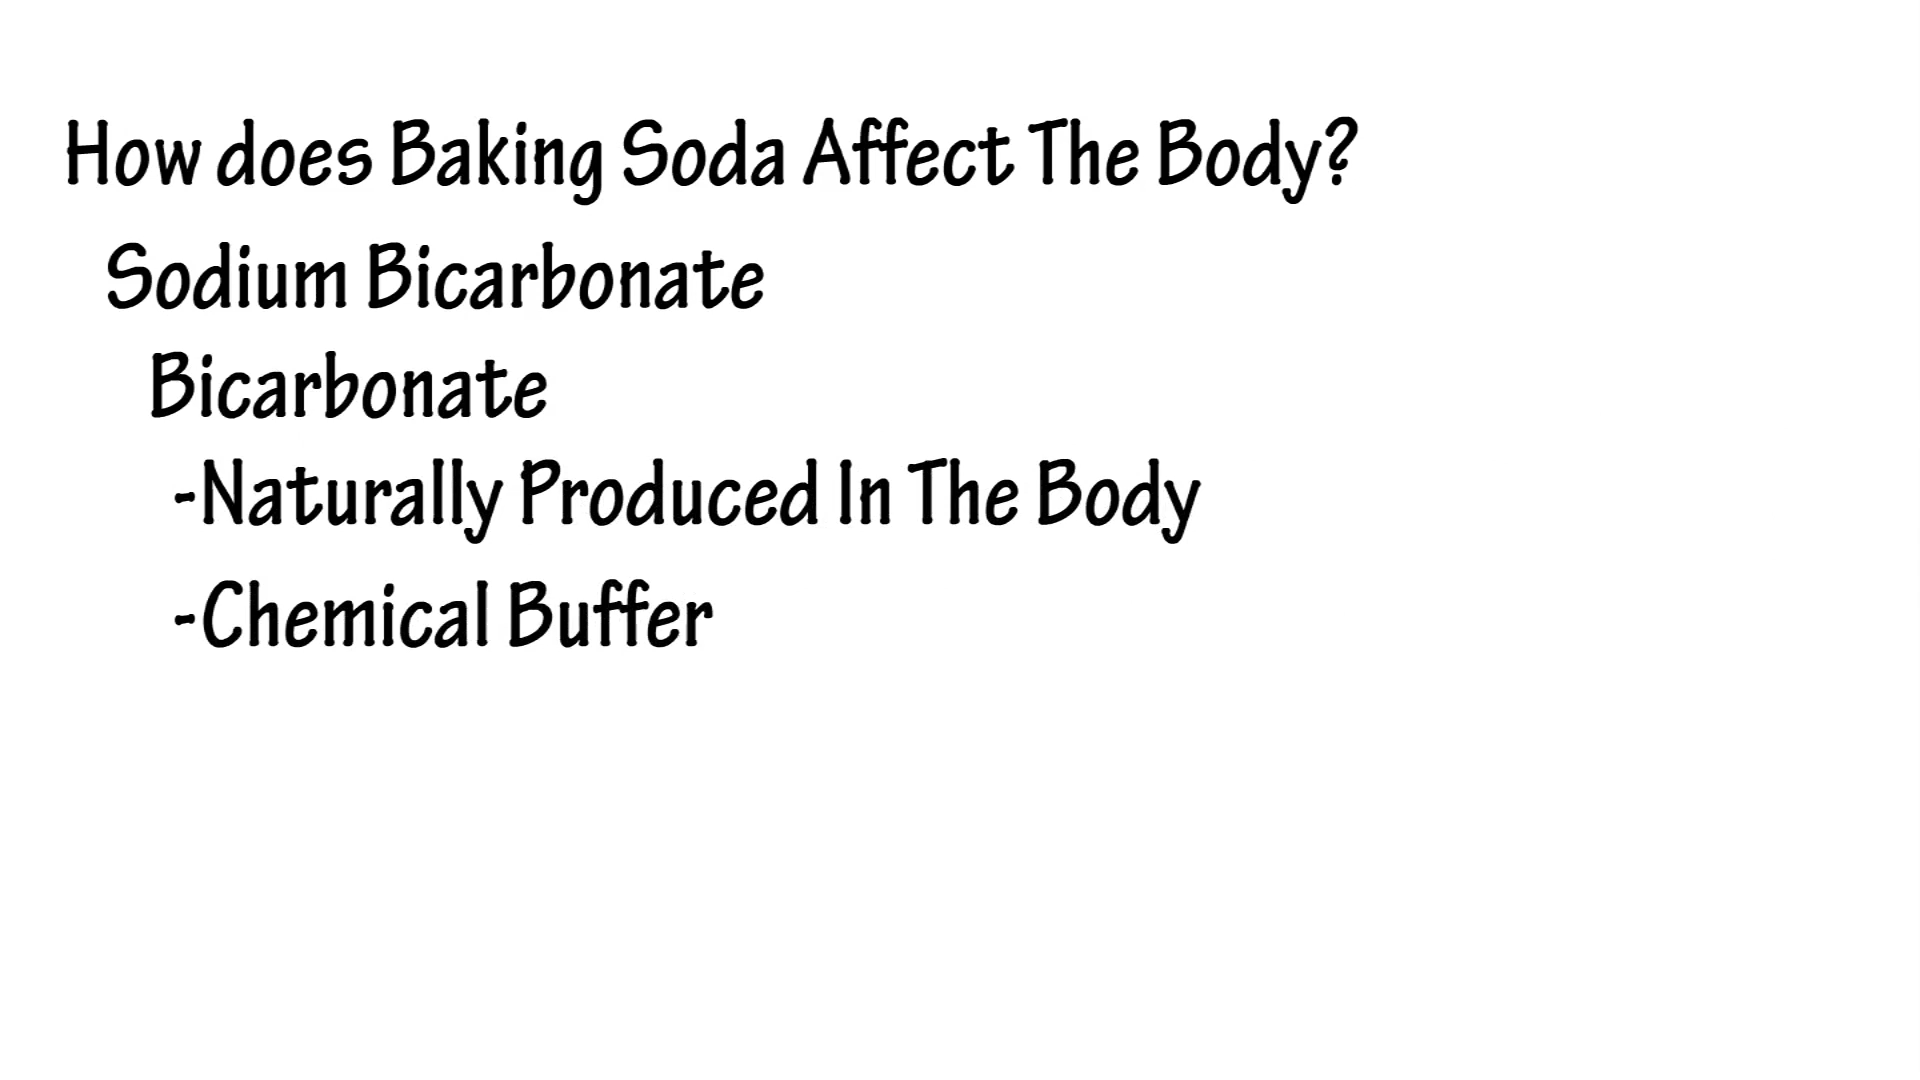 How does Baking Soda Affect The Body?
Sodium Bicarbonate
Bicarbonate
-Naturally Produced In The Body
-Chemical Buffer